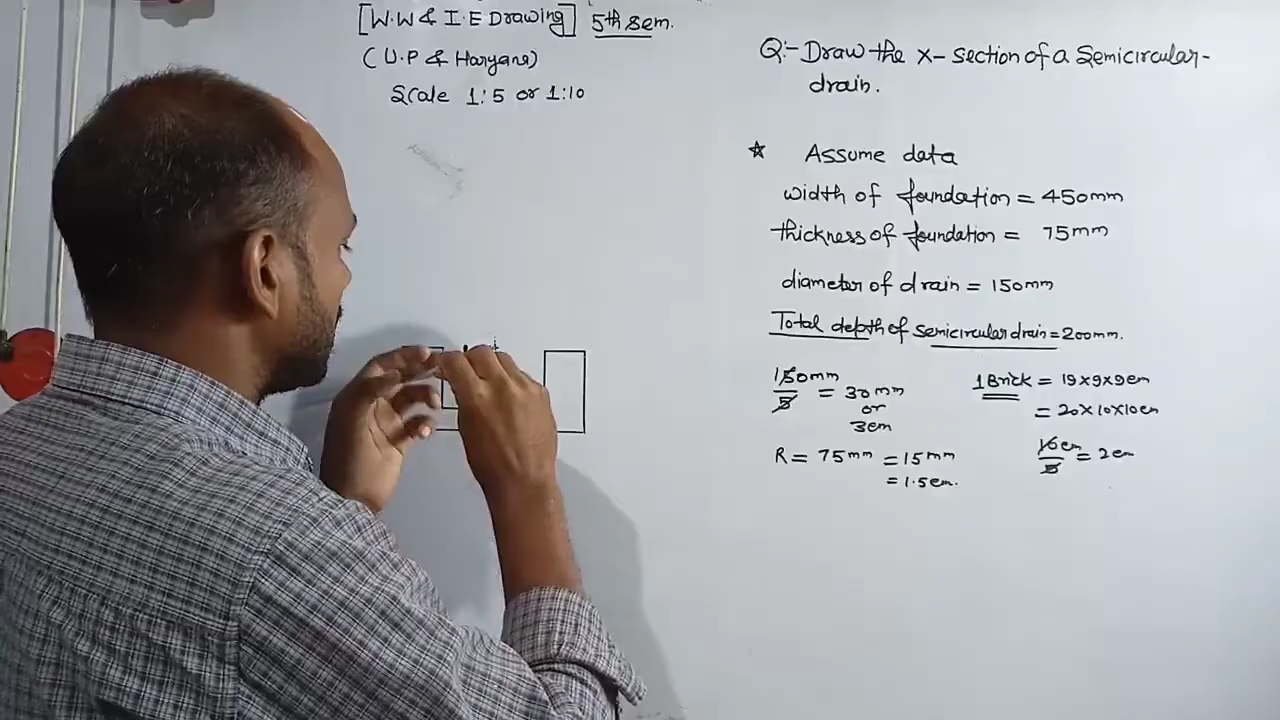 [W.W & I.E Drawing] 5th Sem.
(U.P & Haryana)
Scale 1:5 or 1:10
Q:- Draw the X-section of a Semicircular-
drain.
☆ Assume data
width of foundation = 450mm
thickness of foundation = 75mm
diameter of drain = 150mm
Total depth of semicircular drain = 200mm.
150mm
5
= 30mm
or
3cm
R = 75mm = 15mm
= 1.5cm.
1 Brick = 19x9x9cm
= 20x10x10cm
10cm
5
= 2cm